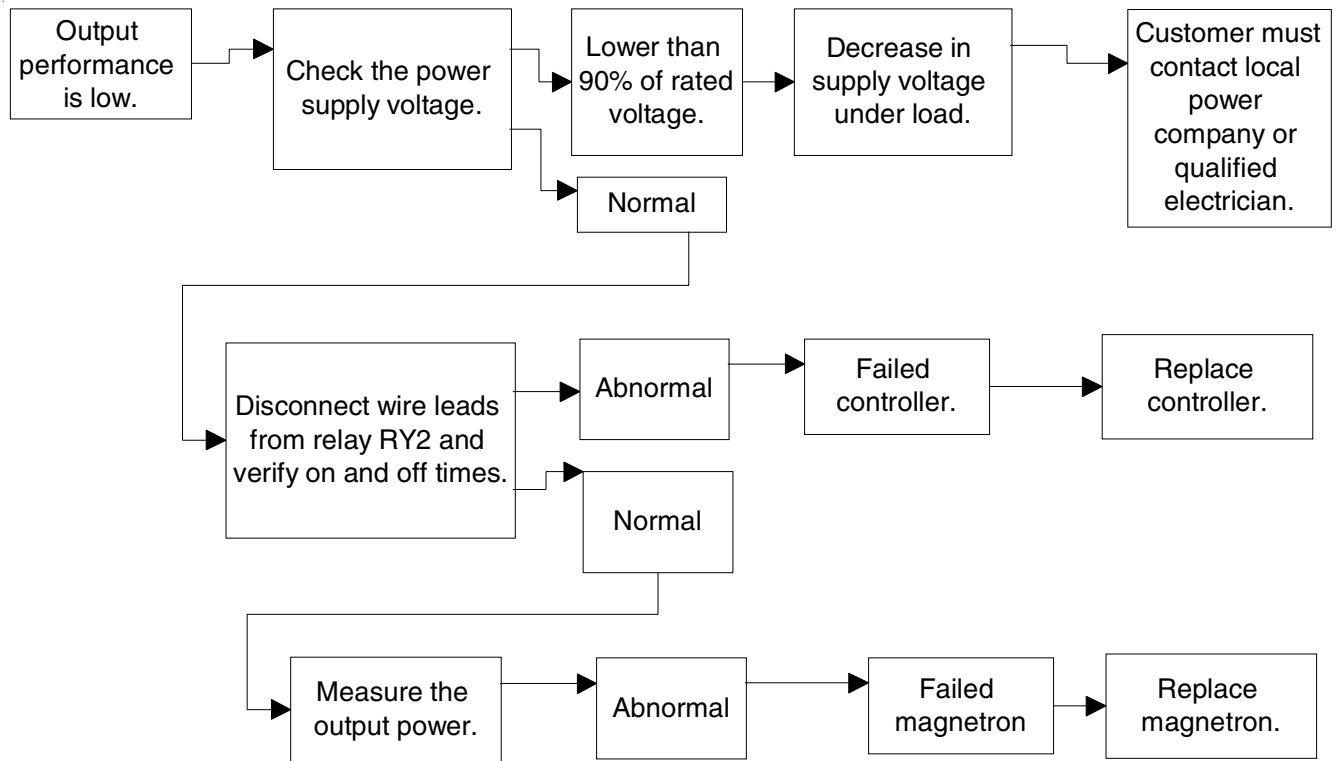 Output
performance
is low.
Check the power
supply voltage.
Lower than
90% of rated
voltage.
Decrease in
supply voltage
under load.
Customer must
contact local
power
company or
qualified
electrician.
Normal
Disconnect wire leads
from relay RY2 and
verify on and off times.
Abnormal
Failed
controller.
Replace
controller.
Normal
Measure the
output power.
Abnormal
Failed
magnetron
Replace
magnetron.